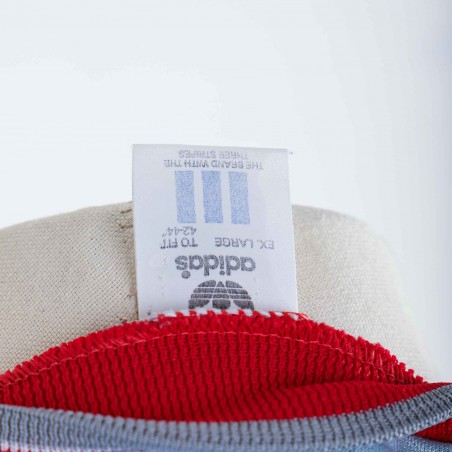 adidas
EX. LARGE TO FIT
42-44"
THE BRAND WITH THE
THREE STRIPES